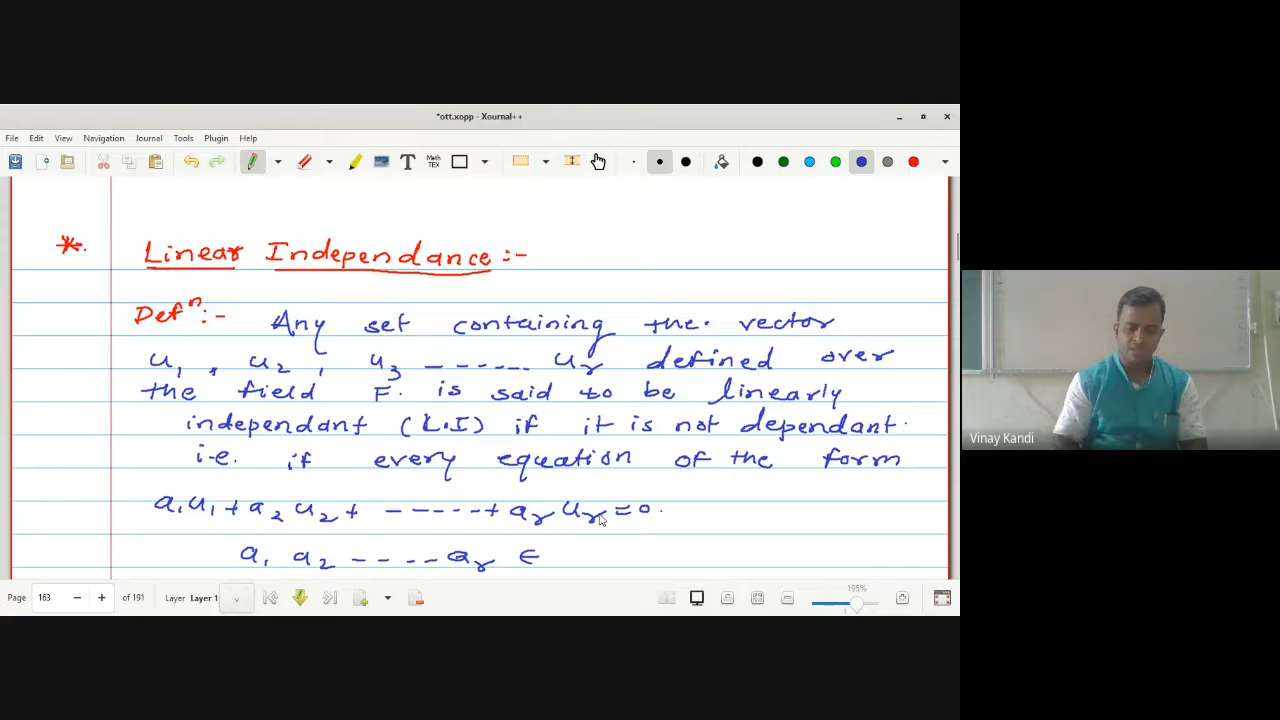 *ott.xopp - Xournal++
File Edit View Navigation Journal Tools Plugin Help
*. Linear Independance :-
Defⁿ :- Any set containing the vector
u₁, u₂, u₃ ------- uᵣ defined over
the field F. is said to be linearly
independant (L.I) if it is not dependant.
i.e. if every equation of the form
a₁u₁ + a₂u₂ + ------+ aᵣuᵣ = 0.
a₁ a₂ ----- aᵣ ∈
Vinay Kandi
Page 163 of 191 Layer Layer 1 195%